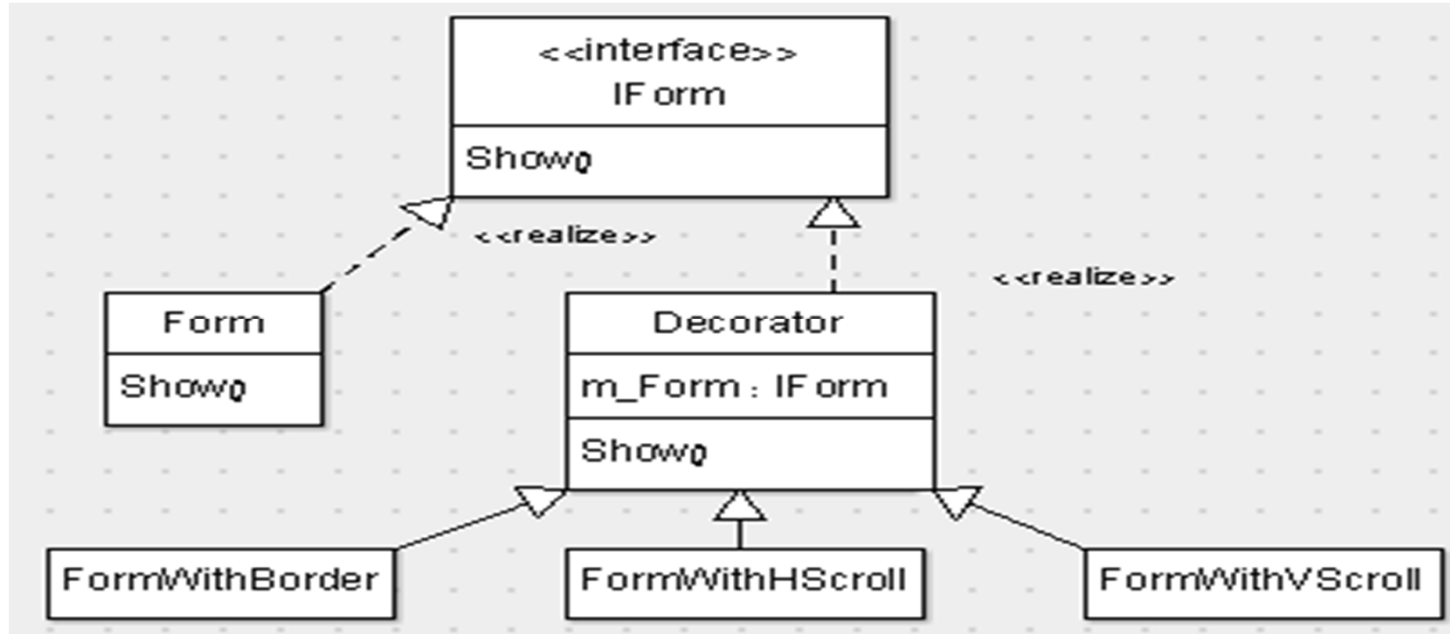 <<interface>>
IForm
Show()
<<realize>>
<<realize>>
Form
Show()
Decorator
m_Form : IForm
Show()
FormWithBorder
FormWithHScroll
FormWithVScroll